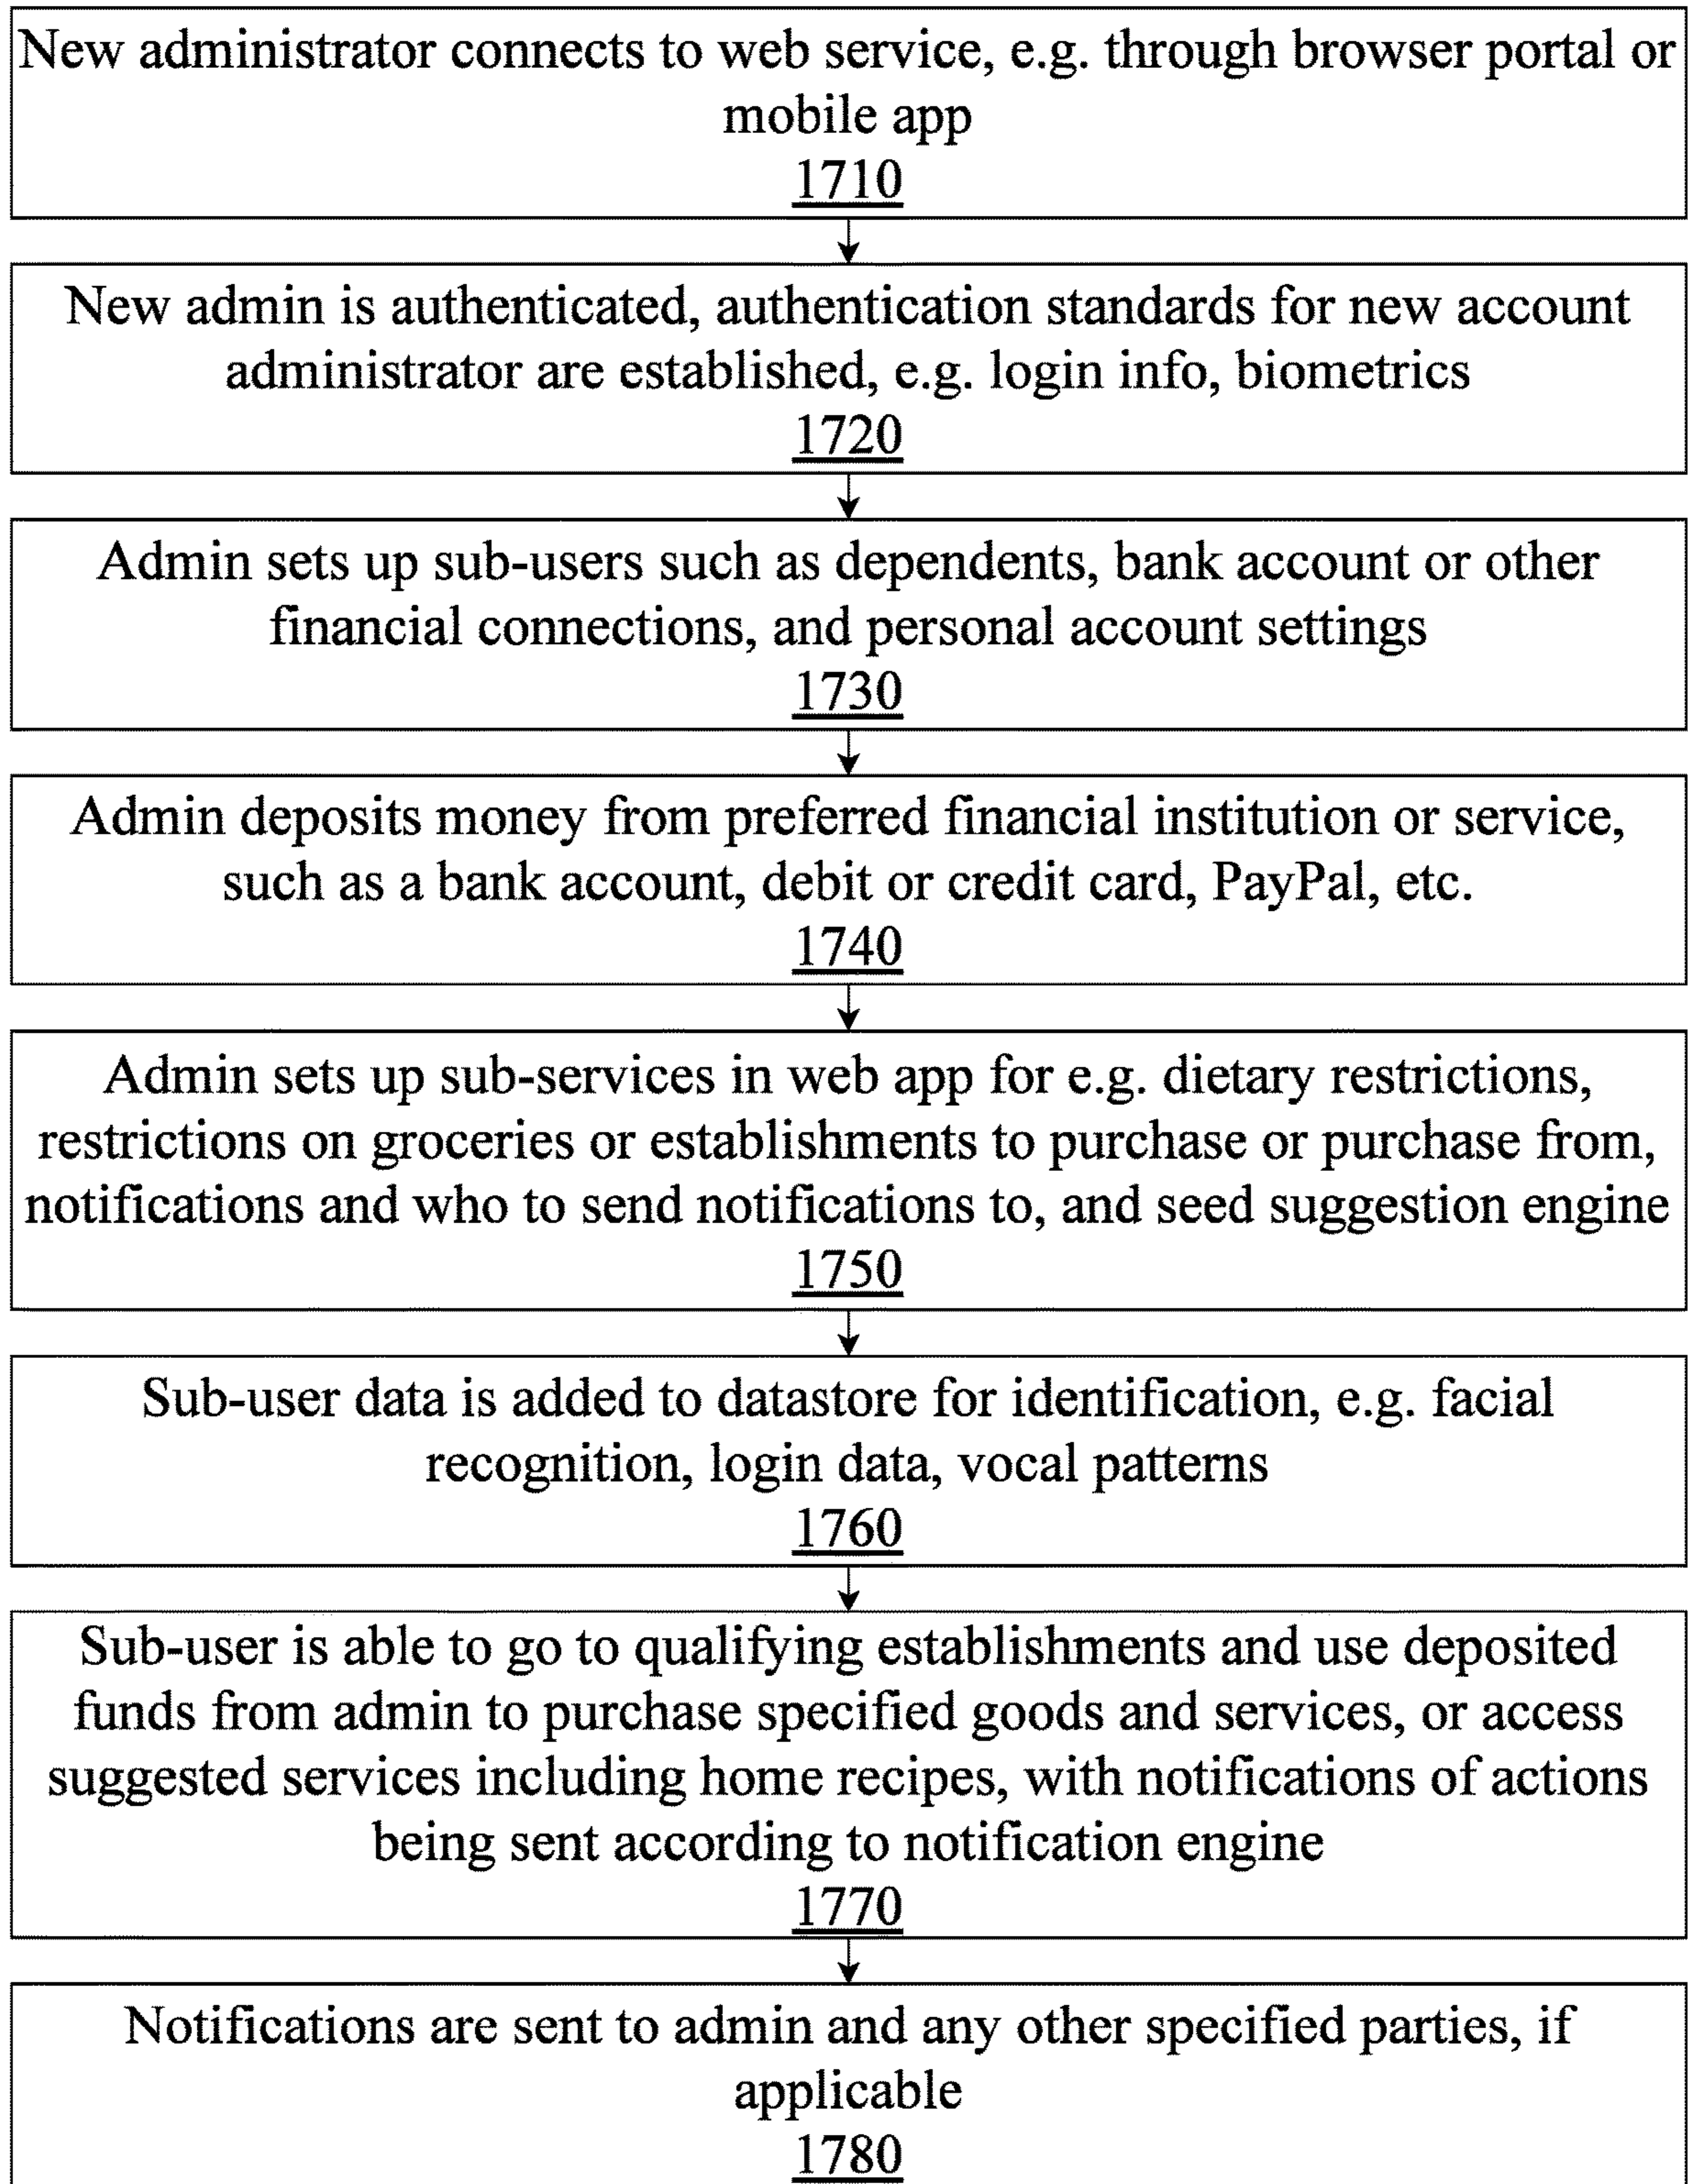 New administrator connects to web service, e.g. through browser portal or
mobile app
1710
New admin is authenticated, authentication standards for new account
administrator are established, e.g. login info, biometrics
1720
Admin sets up sub-users such as dependents, bank account or other
financial connections, and personal account settings
1730
Admin deposits money from preferred financial institution or service,
such as a bank account, debit or credit card, PayPal, etc.
1740
Admin sets up sub-services in web app for e.g. dietary restrictions,
restrictions on groceries or establishments to purchase or purchase from,
notifications and who to send notifications to, and seed suggestion engine
1750
Sub-user data is added to datastore for identification, e.g. facial
recognition, login data, vocal patterns
1760
Sub-user is able to go to qualifying establishments and use deposited
funds from admin to purchase specified goods and services, or access
suggested services including home recipes, with notifications of actions
being sent according to notification engine
1770
Notifications are sent to admin and any other specified parties, if
applicable
1780